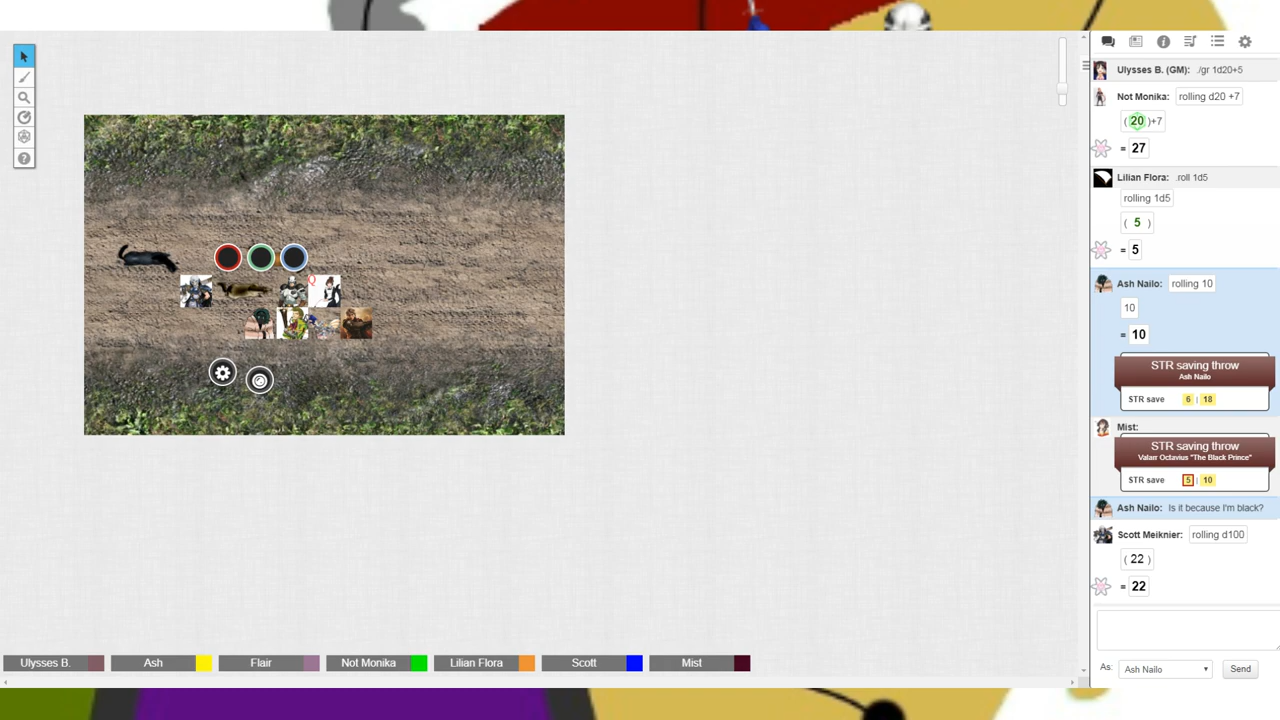 Ulysses B. (GM): ./gr 1d20+5
Not Monika: rolling d20 +7
( 20 )+7
= 27
Lilian Flora: .roll 1d5
rolling 1d5
( 5 )
= 5
Ash Nailo: rolling 10
10
= 10
STR saving throw
Ash Nailo
STR save 6 | 18
Mist:
STR saving throw
Valarr Octavius "The Black Prince"
STR save 5 | 10
Ash Nailo: Is it because I'm black?
Scott Meiknier: rolling d100
( 22 )
= 22
As: Ash Nailo Send
Q
Ulysses B. Ash Flair Not Monika Lilian Flora Scott Mist